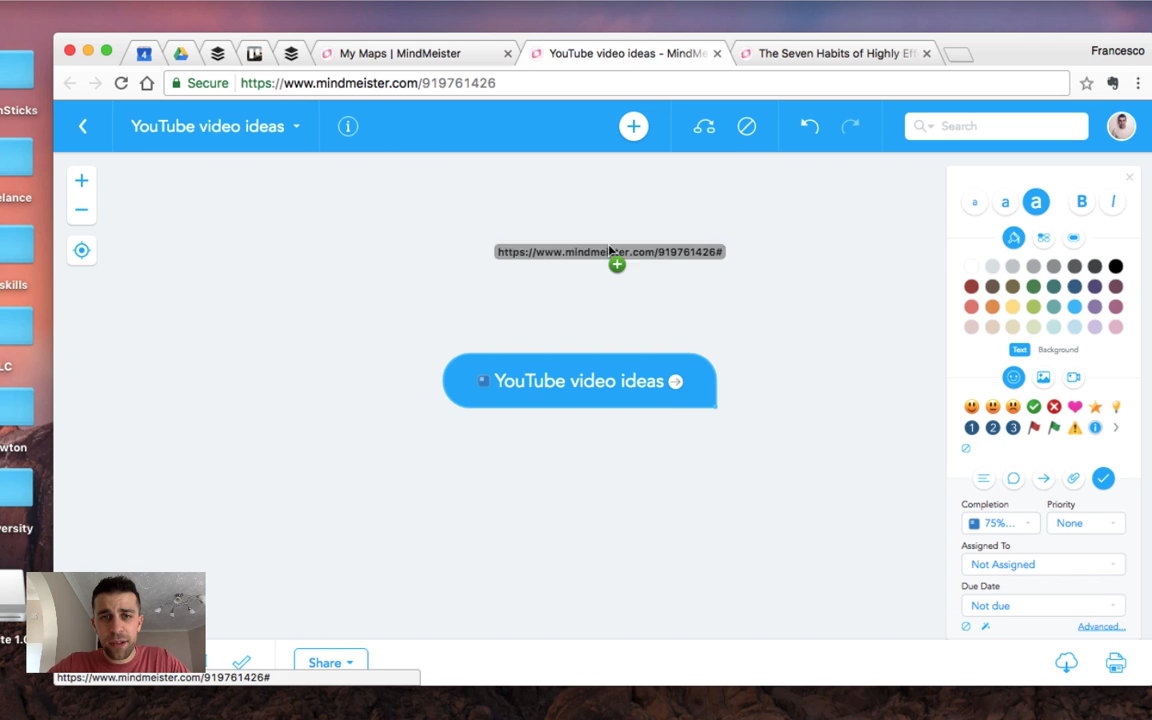 My Maps | MindMeister
YouTube video ideas - MindMe
The Seven Habits of Highly Eff
Francesco
4
Secure
https://www.mindmeister.com/919761426
nSticks
YouTube video ideas
i
Search
elance
a a a B I
https://www.mindmeister.com/919761426#
skills
Text Background
LC
YouTube video ideas
1 2 3
wton
Completion Priority
75%... None
versity
Assigned To
Not Assigned
Due Date
Not due
Advanced...
te 1.0
Share
https://www.mindmeister.com/919761426#